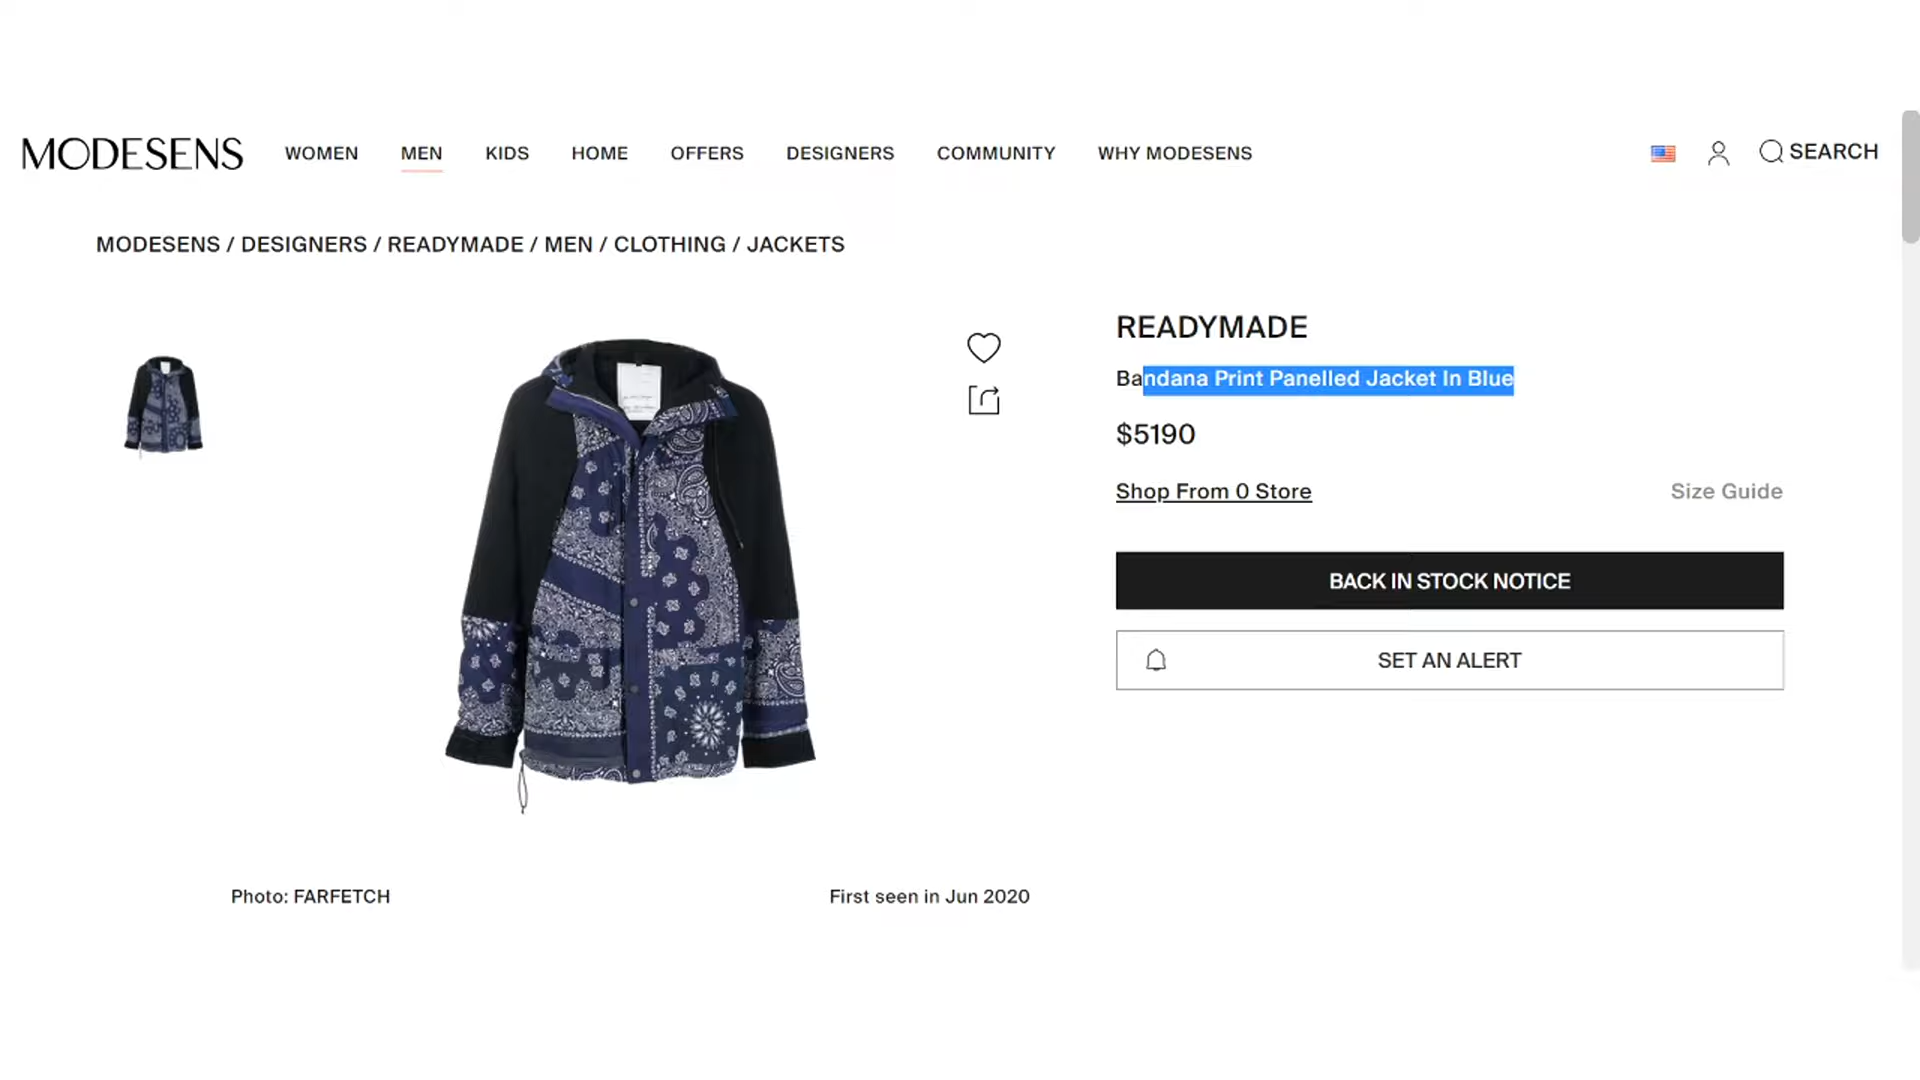 MODESENS
WOMEN
MEN
KIDS
HOME
OFFERS
DESIGNERS
COMMUNITY
WHY MODESENS
SEARCH
MODESENS / DESIGNERS / READYMADE / MEN / CLOTHING / JACKETS
READYMADE
Bandana Print Panelled Jacket In Blue
$5190
Shop From 0 Store
Size Guide
BACK IN STOCK NOTICE
SET AN ALERT
Photo: FARFETCH
First seen in Jun 2020